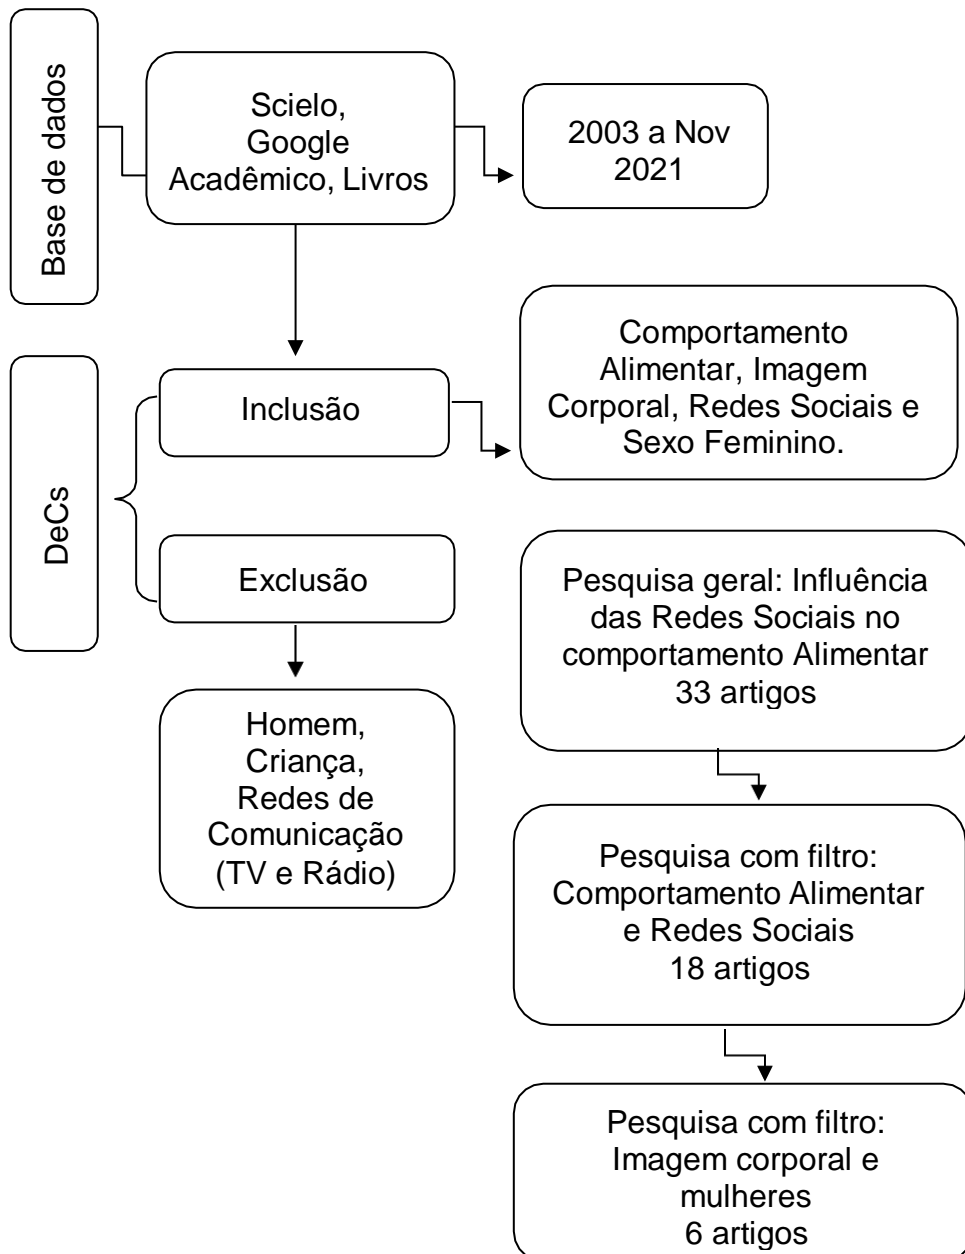 Base de dados
Scielo,
Google
Acadêmico, Livros
2003 a Nov
2021
DeCs
Inclusão
Comportamento
Alimentar, Imagem
Corporal, Redes Sociais e
Sexo Feminino.
Exclusão
Homem,
Criança,
Redes de
Comunicação
(TV e Rádio)
Pesquisa geral: Influência
das Redes Sociais no
comportamento Alimentar
33 artigos
Pesquisa com filtro:
Comportamento Alimentar
e Redes Sociais
18 artigos
Pesquisa com filtro:
Imagem corporal e
mulheres
6 artigos